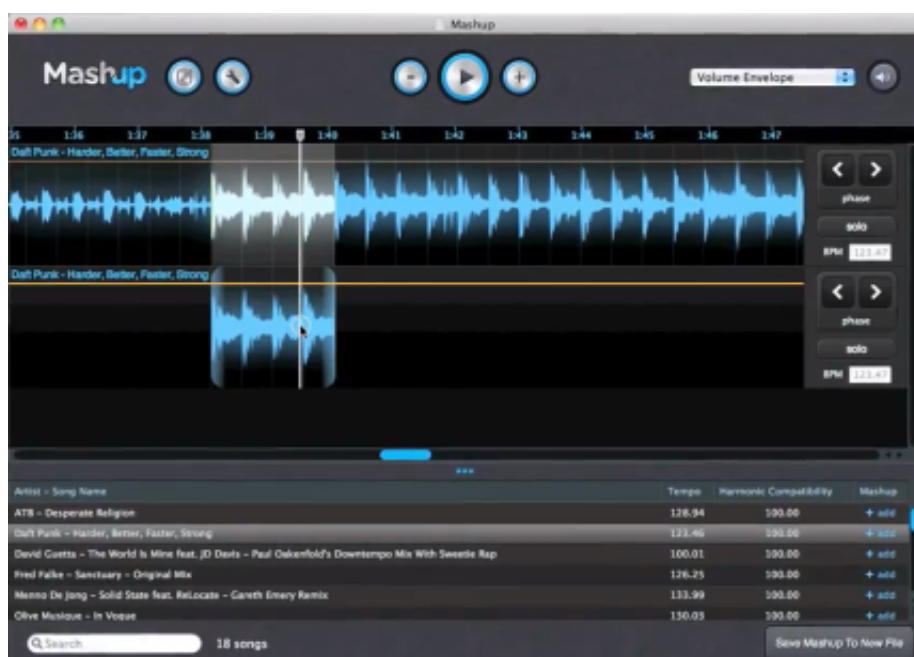 Mashup
Mashup
Volume Envelope
35 1:36 1:37 1:38 1:39 1:40 1:41 1:42 1:43 1:44 1:45 1:46 1:47
Daft Punk - Harder, Better, Faster, Strong
phase
solo
BPM 123.47
Daft Punk - Harder, Better, Faster, Strong
phase
solo
BPM 123.47
Artist - Song Name Tempo Harmonic Compatibility Mashup
ATB - Desperate Religion 128.94 100.00 + add
Daft Punk - Harder, Better, Faster, Strong 123.46 100.00 + add
David Guetta - The World Is Mine feat. JD Davis - Paul Oakenfold's Downtempo Mix With Sweetie Rap 100.01 100.00 + add
Fred Falke - Sanctuary - Original Mix 126.25 100.00 + add
Menno De Jong - Solid State feat. ReLocate - Gareth Emery Remix 133.99 100.00 + add
Olive Musique - In Vogue 130.03 100.00 + add
Search 18 songs Save Mashup To New File